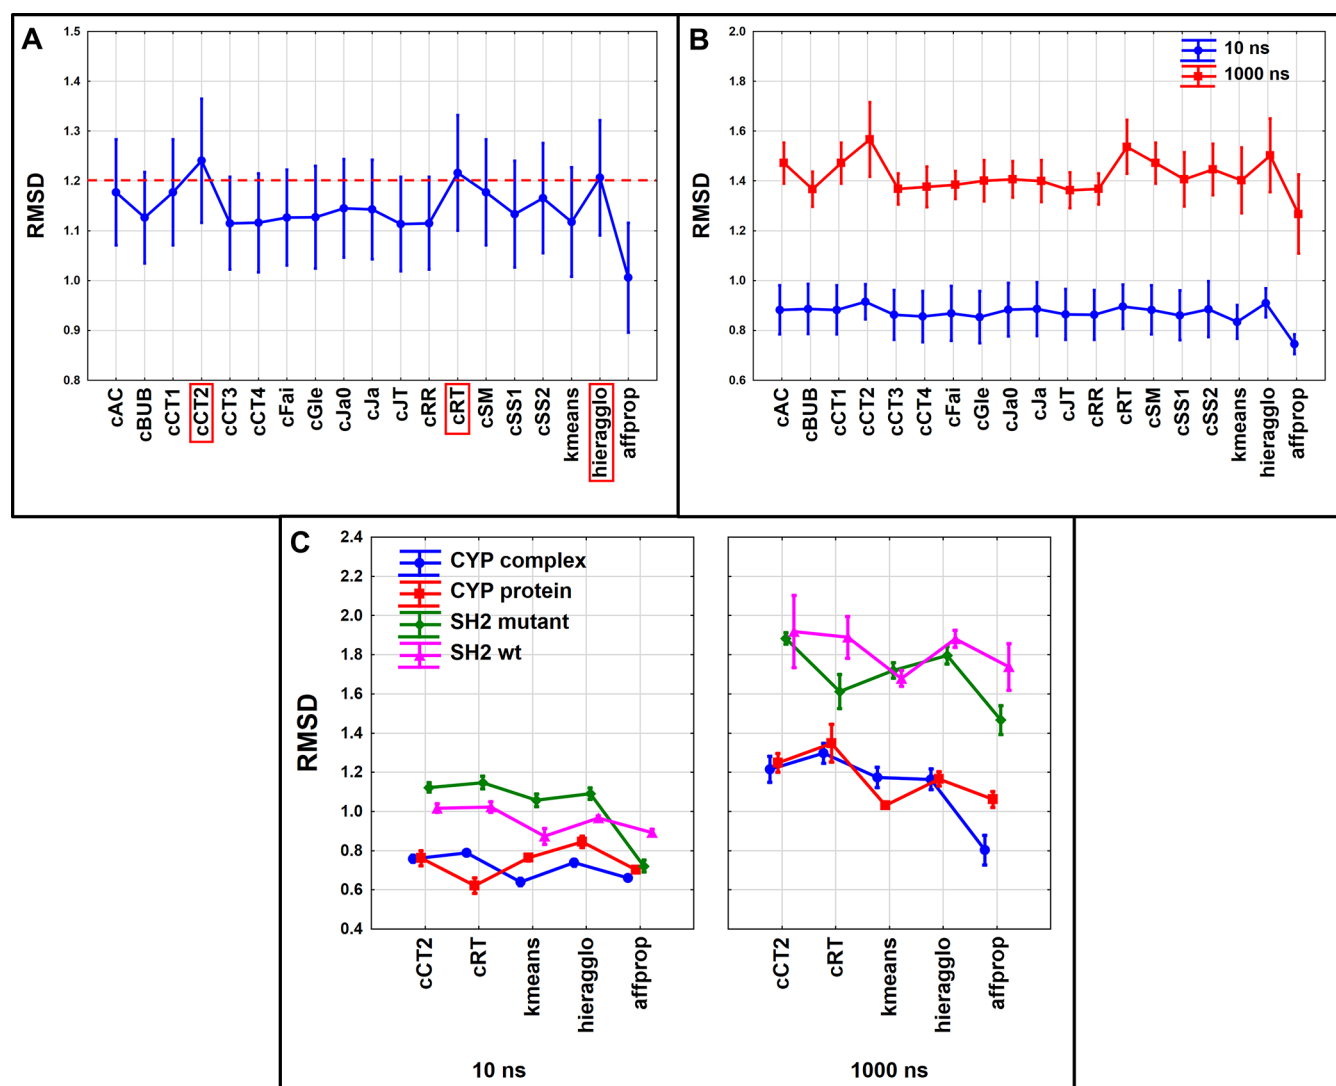 A
1.5
1.4
1.3
1.2
1.1
1.0
0.9
0.8
RMSD
cAC
cBUB
cCT1
cCT2
cCT3
cCT4
cFai
cGle
cJa0
cJa
cJT
cRR
cRT
cSM
cSS1
cSS2
kmeans
hieragglo
affprop
B
2.0
1.8
1.6
1.4
1.2
1.0
0.8
0.6
RMSD
10 ns
1000 ns
cAC
cBUB
cCT1
cCT2
cCT3
cCT4
cFai
cGle
cJa0
cJa
cJT
cRR
cRT
cSM
cSS1
cSS2
kmeans
hieragglo
affprop
C
2.4
2.2
2.0
1.8
1.6
1.4
1.2
1.0
0.8
0.6
0.4
RMSD
CYP complex
CYP protein
SH2 mutant
SH2 wt
cCT2
cRT
kmeans
hieragglo
affprop
10 ns
cCT2
cRT
kmeans
hieragglo
affprop
1000 ns